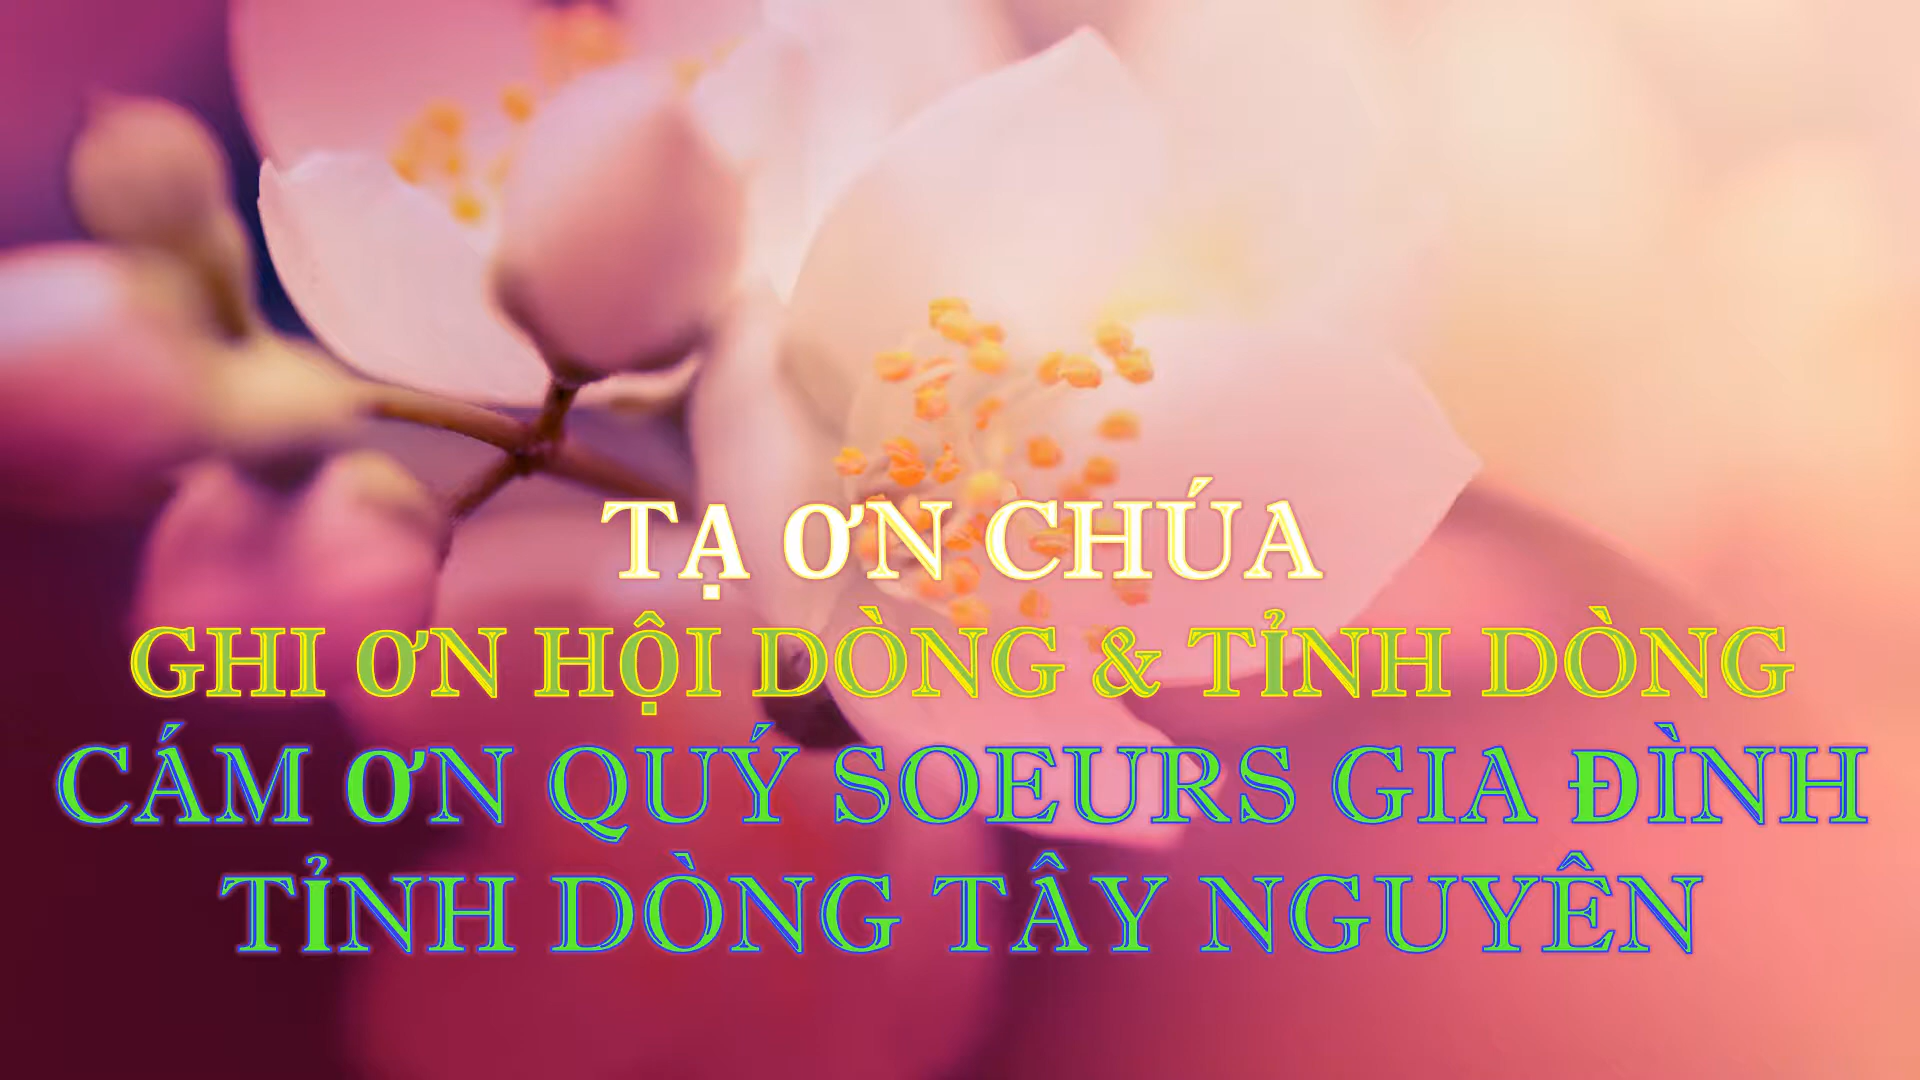 TẠ ƠN CHÚA
GHI ƠN HỘI DÒNG & TỈNH DÒNG
CÁM ƠN QUÝ SOEURS GIA ĐÌNH
TỈNH DÒNG TÂY NGUYÊN